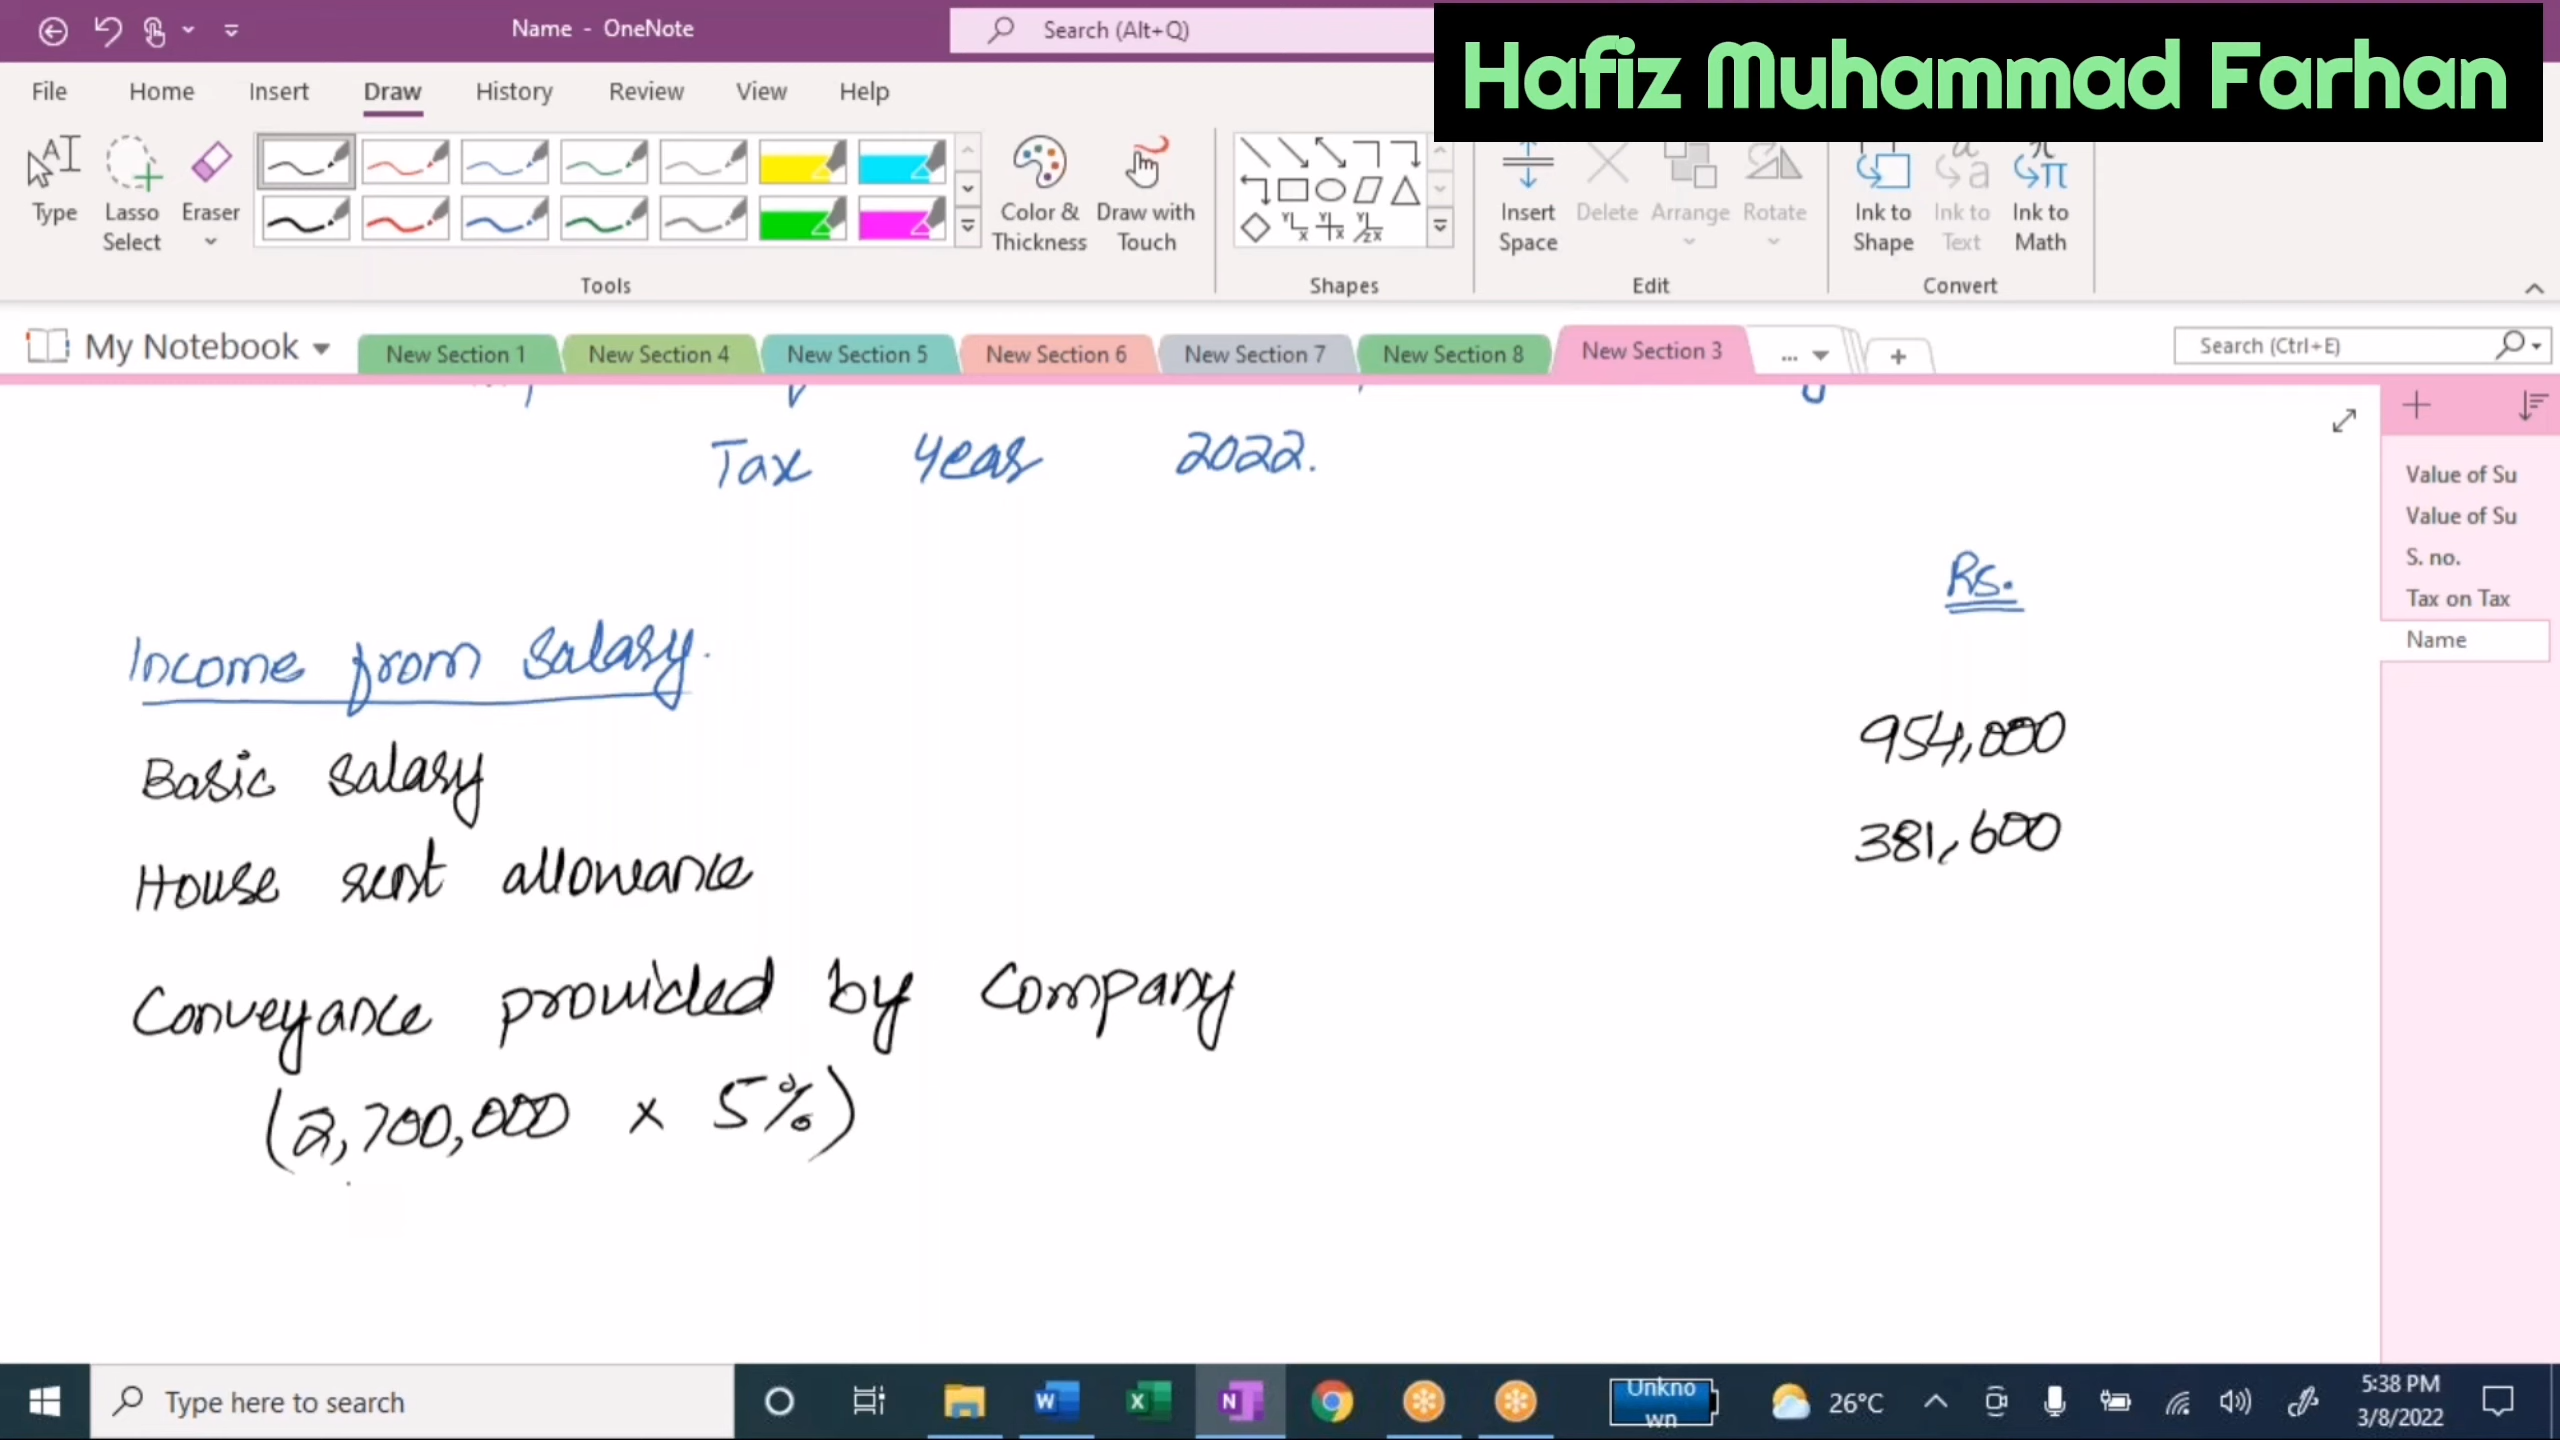 Name - OneNote
Search (Alt+Q)
Hafiz Muhammad Farhan
File Home Insert Draw History Review View Help
Type
Lasso Select
Eraser
Color & Thickness
Draw with Touch
Insert Space
Delete
Arrange
Rotate
Ink to Shape
Ink to Text
Ink to Math
Tools
Shapes
Edit
Convert
My Notebook
New Section 1
New Section 4
New Section 5
New Section 6
New Section 7
New Section 8
New Section 3
...
Search (Ctrl+E)
Value of Su
Value of Su
S. no.
Tax on Tax
Name
Tax Year 2022.
Rs.
Income from salary.
Basic salary 954,000
House rent allowance 381,600
Conveyance provided by Company
(2,700,000 x 5%)
Type here to search
Unkno
wn
26°C
5:38 PM
3/8/2022